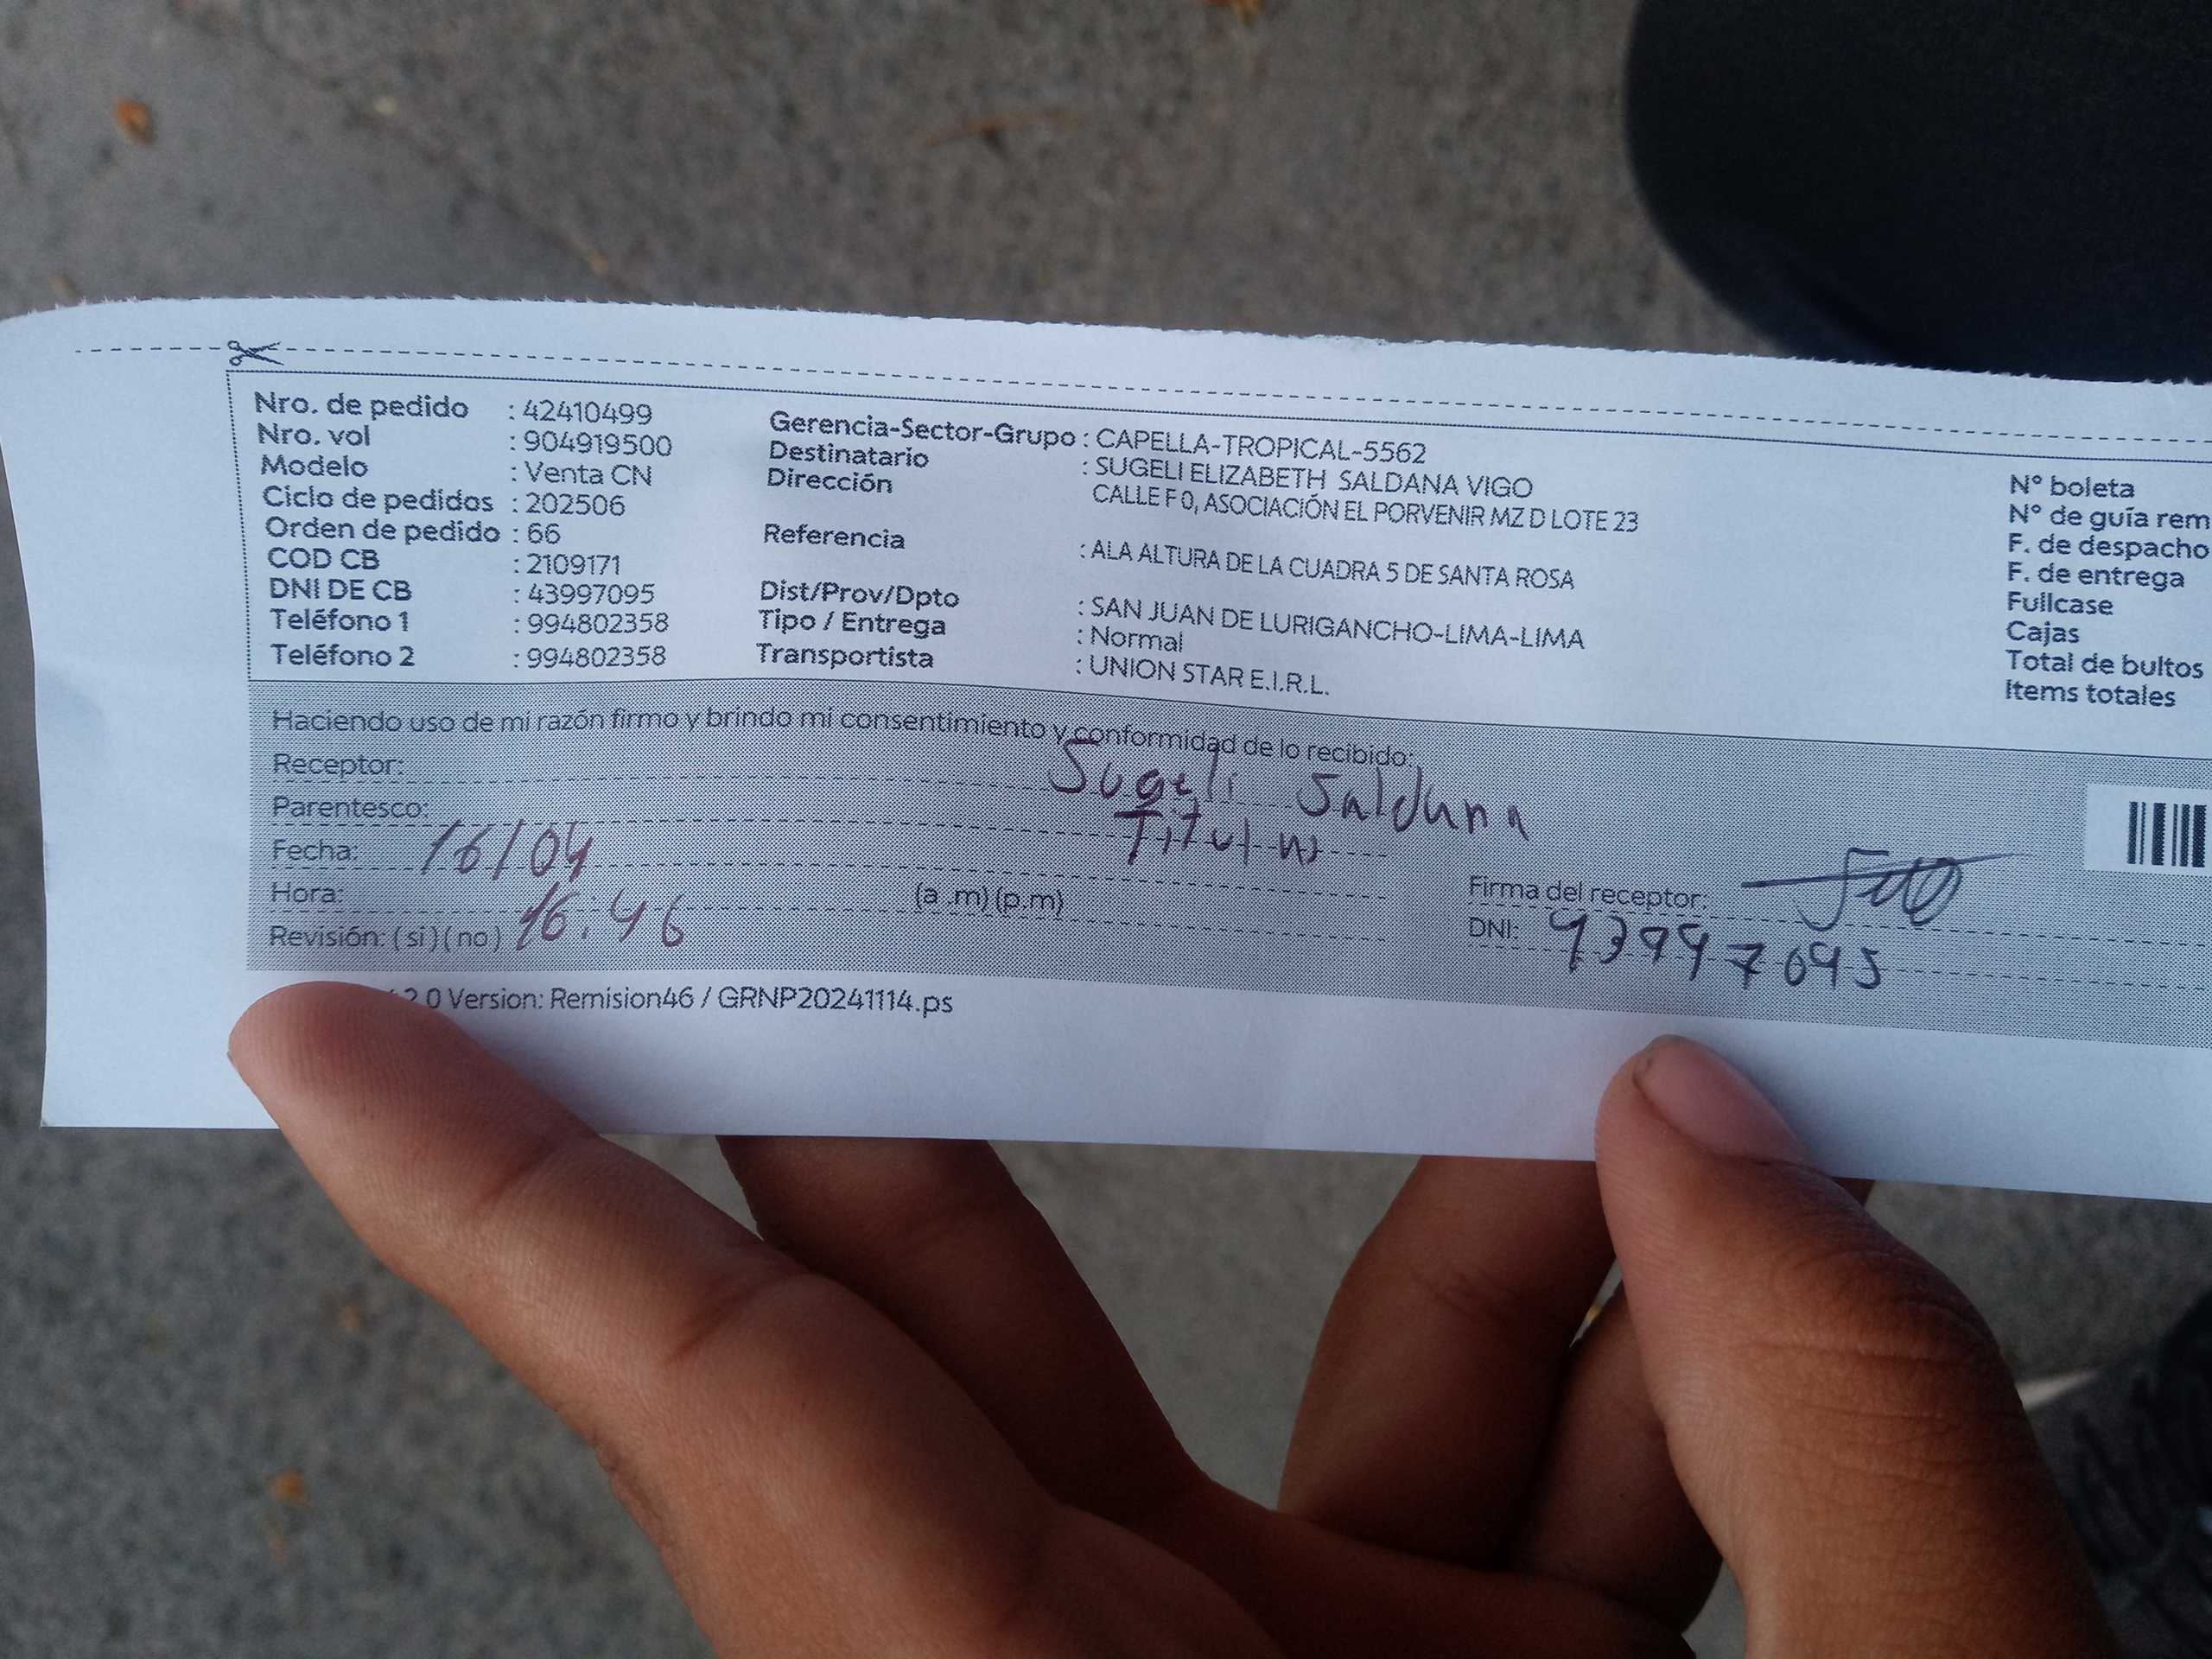 Nro. de pedido : 42410499
Nro. vol : 904919500
Modelo : Venta CN
Ciclo de pedidos : 202506
Orden de pedido : 66
COD CB : 2109171
DNI DE CB : 43997095
Teléfono 1 : 994802358
Teléfono 2 : 994802358
Gerencia-Sector-Grupo : CAPELLA-TROPICAL-5562
Destinatario : SUGELI ELIZABETH SALDANA VIGO
Dirección CALLE F 0, ASOCIACIÓN EL PORVENIR MZ D LOTE 23
Referencia : ALA ALTURA DE LA CUADRA 5 DE SANTA ROSA
Dist/Prov/Dpto : SAN JUAN DE LURIGANCHO-LIMA-LIMA
Tipo / Entrega : Normal
Transportista : UNION STAR E.I.R.L.
N° boleta
N° de guía rem
F. de despacho
F. de entrega
Fullcase
Cajas
Total de bultos
Items totales
Haciendo uso de mi razón firmo y brindo mi consentimiento y conformidad de lo recibido:
Receptor: Sugeli Salduna
Parentesco: Titular
Fecha: 16/04
Hora: 16:46 (a .m) (p.m)
Revisión: (si) (no)
Firma del receptor:
DNI: 43997095
2.0 Version: Remision46 / GRNP20241114.ps